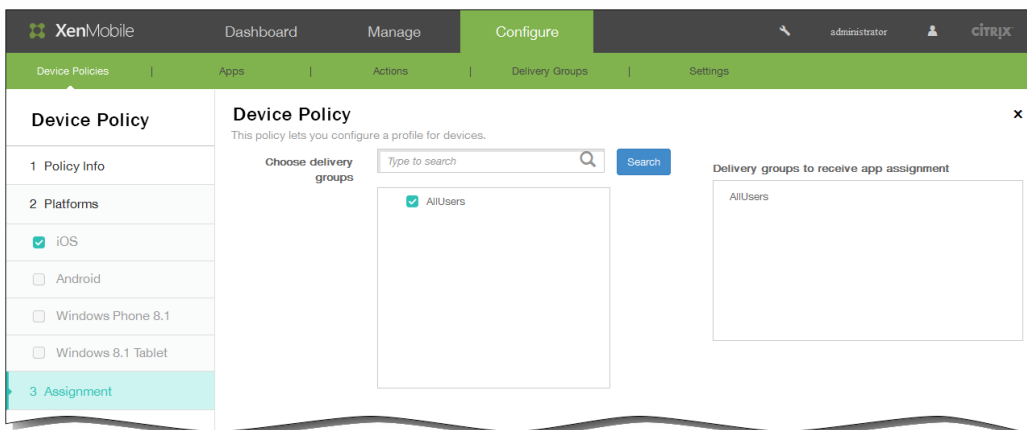 XenMobile Dashboard Manage Configure administrator CITRIX
Device Policies | Apps | Actions | Delivery Groups | Settings
Device Policy
1 Policy Info
2 Platforms
iOS
Android
Windows Phone 8.1
Windows 8.1 Tablet
3 Assignment
Device Policy x
This policy lets you configure a profile for devices.
Choose delivery
groups
Type to search Search
AllUsers
Delivery groups to receive app assignment
AllUsers